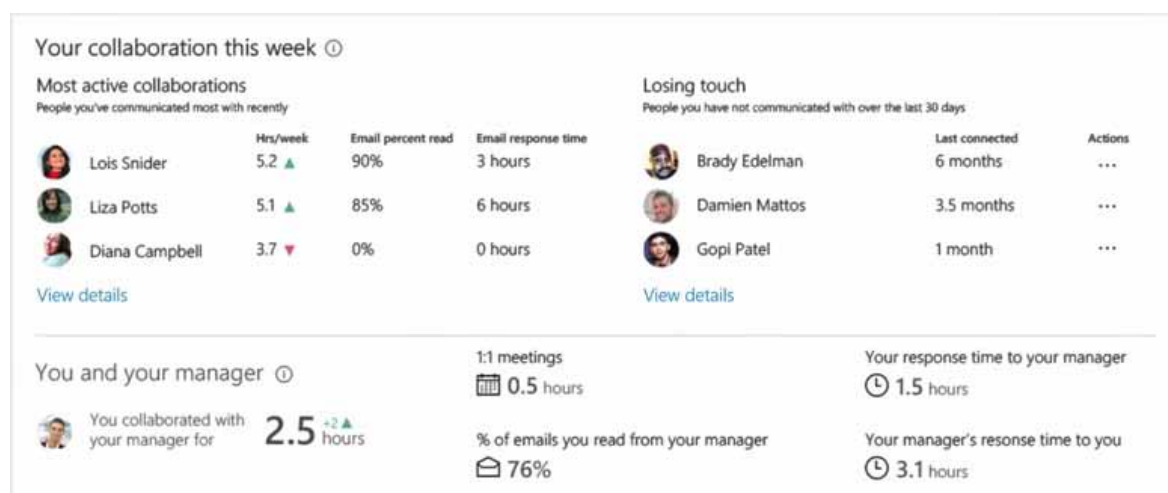 Your collaboration this week
Most active collaborations
People you've communicated most with recently
Hrs/week Email percent read Email response time
Lois Snider 5.2 90% 3 hours
Liza Potts 5.1 85% 6 hours
Diana Campbell 3.7 0% 0 hours
View details
Losing touch
People you have not communicated with over the last 30 days
Last connected Actions
Brady Edelman 6 months ...
Damien Mattos 3.5 months ...
Gopi Patel 1 month ...
View details
You and your manager
You collaborated with
your manager for
2.5 +2 hours
1:1 meetings
0.5 hours
% of emails you read from your manager
76%
Your response time to your manager
1.5 hours
Your manager's resonse time to you
3.1 hours